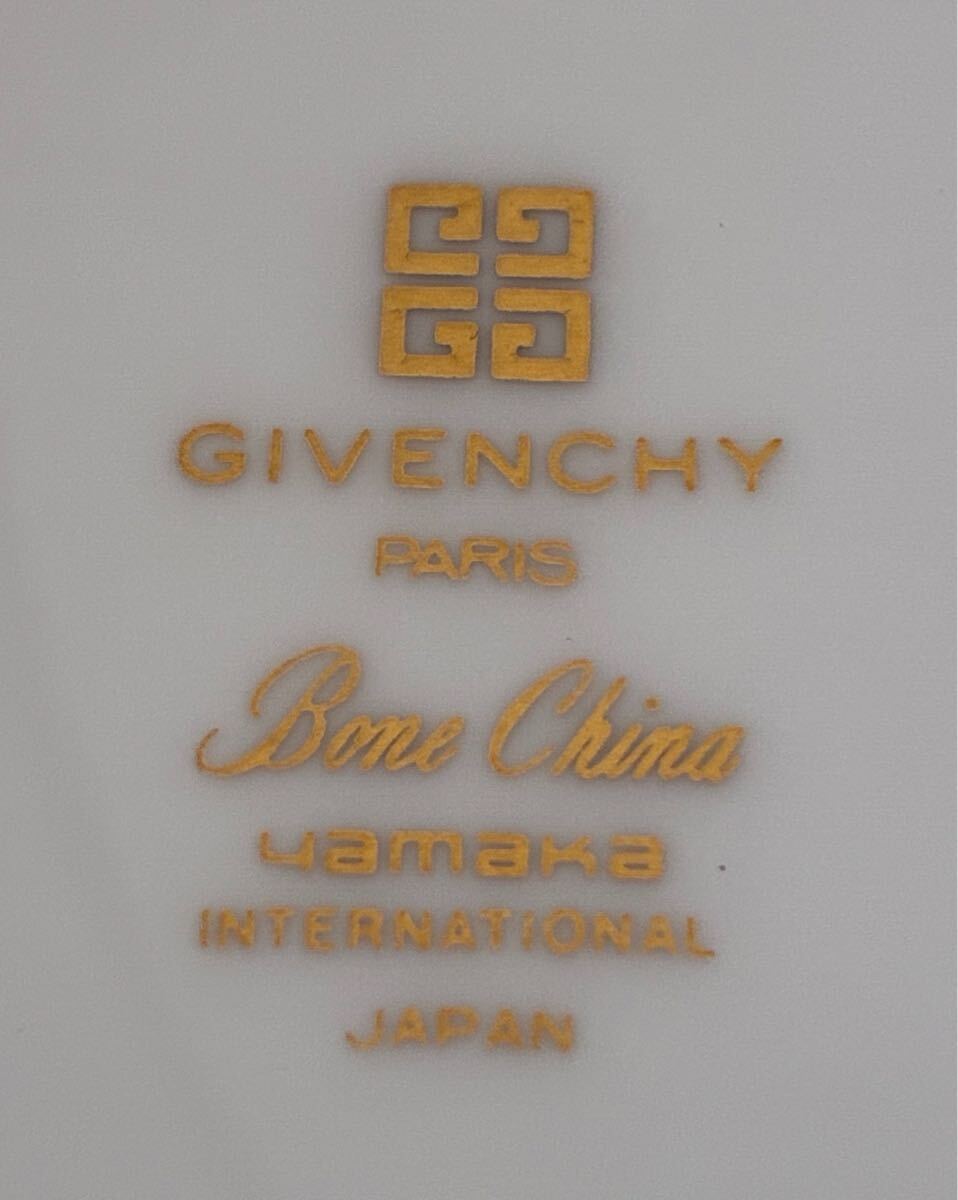 GIVENCHY
PARIS
Bone China
yamaka
INTERNATIONAL
JAPAN